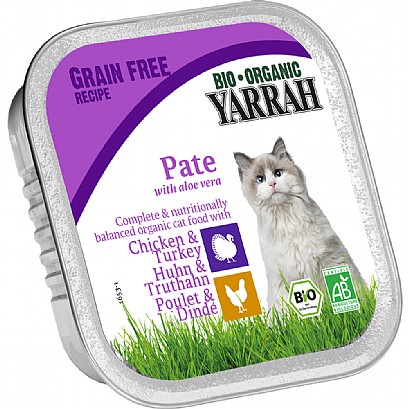 GRAIN FREE
RECIPE
BIO • ORGANIC
YARRAH
Pate
with aloe vera
Complete & nutritionally
balanced organic cat food with
Chicken &
Turkey
Huhn &
Truthahn
Poulet &
Dinde
BiO
AB